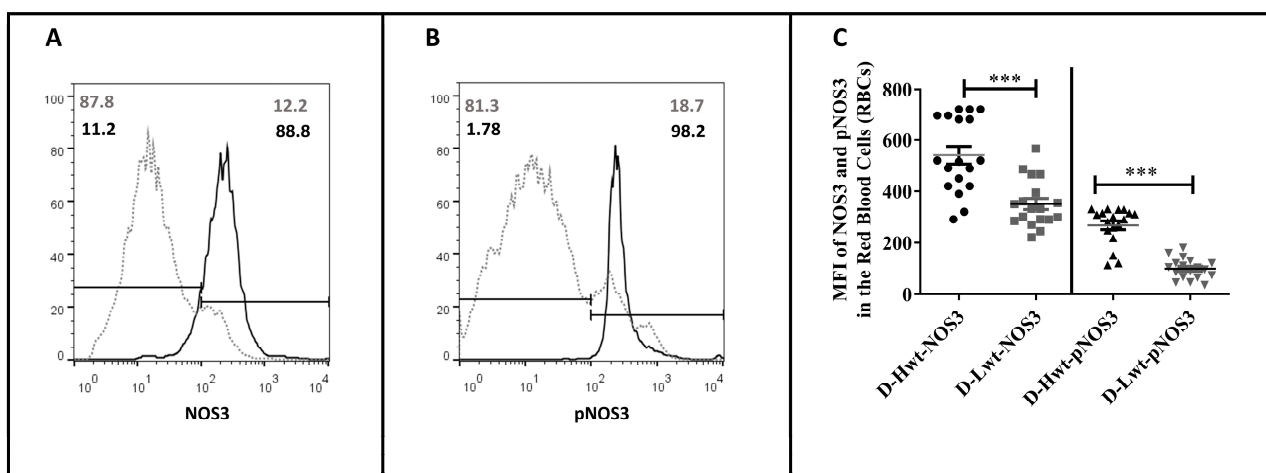 A
100
80
60
40
20
0
87.8 12.2
11.2 88.8
10^0 10^1 10^2 10^3 10^4
NOS3
B
100
80
60
40
20
0
81.3 18.7
1.78 98.2
10^0 10^1 10^2 10^3 10^4
pNOS3
C
MFI of NOS3 and pNOS3
in the Red Blood Cells (RBCs)
800
600
400
200
0
***
***
D-Hwt-NOS3
D-Lwt-NOS3
D-Hwt-pNOS3
D-Lwt-pNOS3